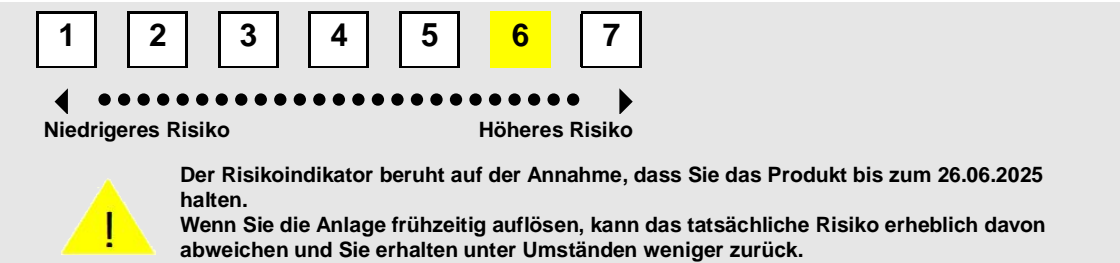 1 2 3 4 5 6 7
Niedrigeres Risiko Höheres Risiko
Der Risikoindikator beruht auf der Annahme, dass Sie das Produkt bis zum 26.06.2025
halten.
Wenn Sie die Anlage frühzeitig auflösen, kann das tatsächliche Risiko erheblich davon
abweichen und Sie erhalten unter Umständen weniger zurück.
!